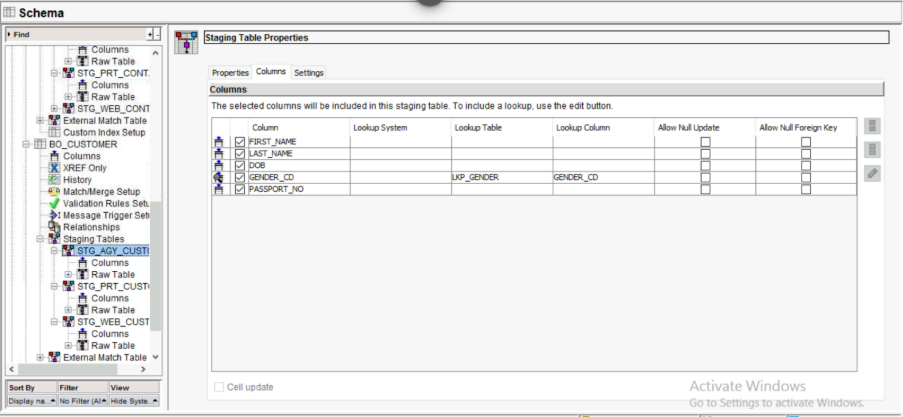 Schema
Find
+ -
Columns
Raw Table
STG_PRT_CONT.
Columns
Raw Table
STG_WEB_CONT
External Match Table
Custom Index Setup
BO_CUSTOMER
Columns
XREF Only
History
Match/Merge Setup
Validation Rules Setu
Message Trigger Setu
Relationships
Staging Tables
STG_AGY_CUST
Columns
Raw Table
STG_PRT_CUST
Columns
Raw Table
STG_WEB_CUST
Columns
Raw Table
External Match Table
Sort By Filter View
Display na... No Filter (Al Hide Syste...
Staging Table Properties
Properties Columns Settings
Columns
The selected columns will be included in this staging table. To include a lookup, use the edit button.
Column Lookup System Lookup Table Lookup Column Allow Null Update Allow Null Foreign Key
FIRST_NAME
LAST_NAME
DOB
GENDER_CD LKP_GENDER GENDER_CD
PASSPORT_NO
Cell update
Activate Windows
Go to Settings to activate Windows.